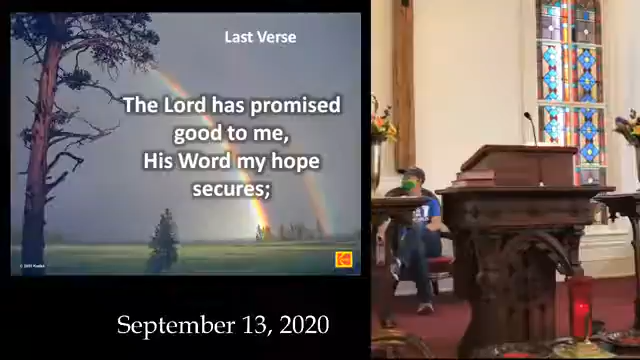 Last Verse
The Lord has promised
good to me,
His Word my hope
secures;
September 13, 2020